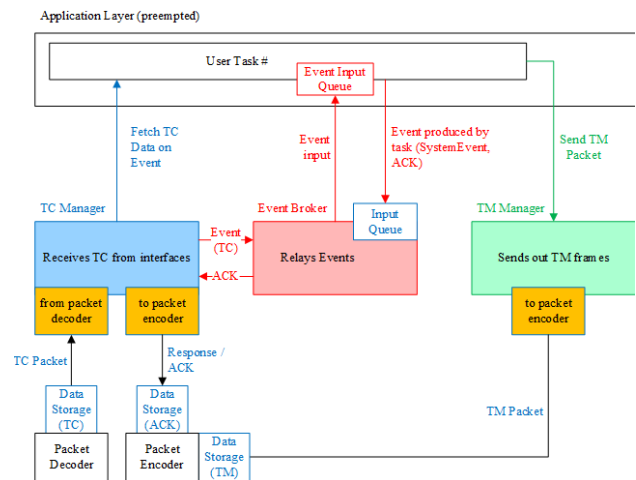 Application Layer (preempted)
User Task #
Event Input
Queue
Fetch TC
Data on
Event
Event
input
Event produced by
task (SystemEvent,
ACK)
Send TM
Packet
TC Manager
Event Broker
Input
Queue
TM Manager
Receives TC from interfaces
Event
(TC)
ACK
Relays Events
Sends out TM frames
from packet
decoder
to packet
encoder
to packet
encoder
TC Packet
Response /
ACK
Data
Storage
(TC)
Data
Storage
(ACK)
TM Packet
Packet
Decoder
Packet
Encoder
Data
Storage
(TM)